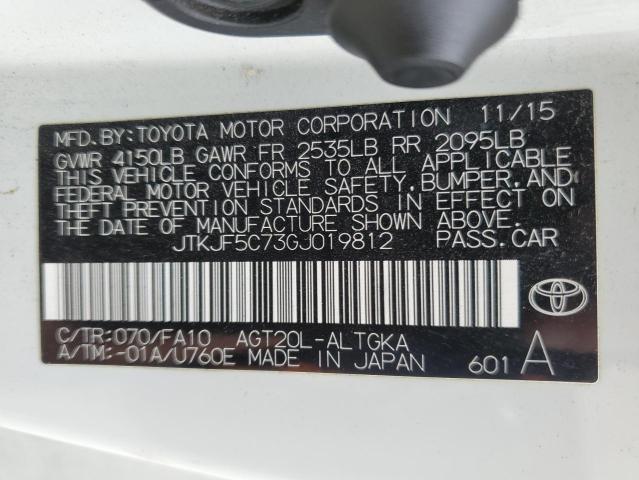 MFD. BY: TOYOTA MOTOR CORPORATION 11/15
GVWR 4150LB GAWR FR 2535LB RR 2095LB
THIS VEHICLE CONFORMS TO ALL APPLICABLE
FEDERAL MOTOR VEHICLE SAFETY, BUMPER, AND
THEFT PREVENTION STANDARDS IN EFFECT ON
THE DATE OF MANUFACTURE SHOWN ABOVE.
JTKJF5C73GJ019812 PASS. CAR
C/TR: 070/FA10 AGT20L-ALTGKA
A/TM: -01A/U760E MADE IN JAPAN 601 A